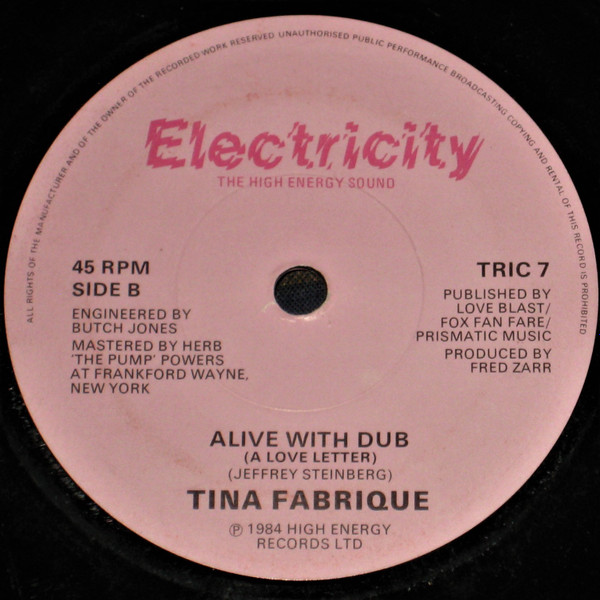 ALL RIGHTS OF THE MANUFACTURER AND OF THE OWNER OF THE RECORDED WORK RESERVED UNAUTHORISED PUBLIC PERFORMANCE BROADCASTING COPYING AND RENTAL OF THIS RECORD IS PROHIBITED
Electricity
THE HIGH ENERGY SOUND
45 RPM
SIDE B
ENGINEERED BY
BUTCH JONES
MASTERED BY HERB
'THE PUMP' POWERS
AT FRANKFORD WAYNE,
NEW YORK
TRIC 7
PUBLISHED BY
LOVE BLAST/
FOX FAN FARE/
PRISMATIC MUSIC
PRODUCED BY
FRED ZARR
ALIVE WITH DUB
(A LOVE LETTER)
(JEFFREY STEINBERG)
TINA FABRIQUE
℗ 1984 HIGH ENERGY
RECORDS LTD